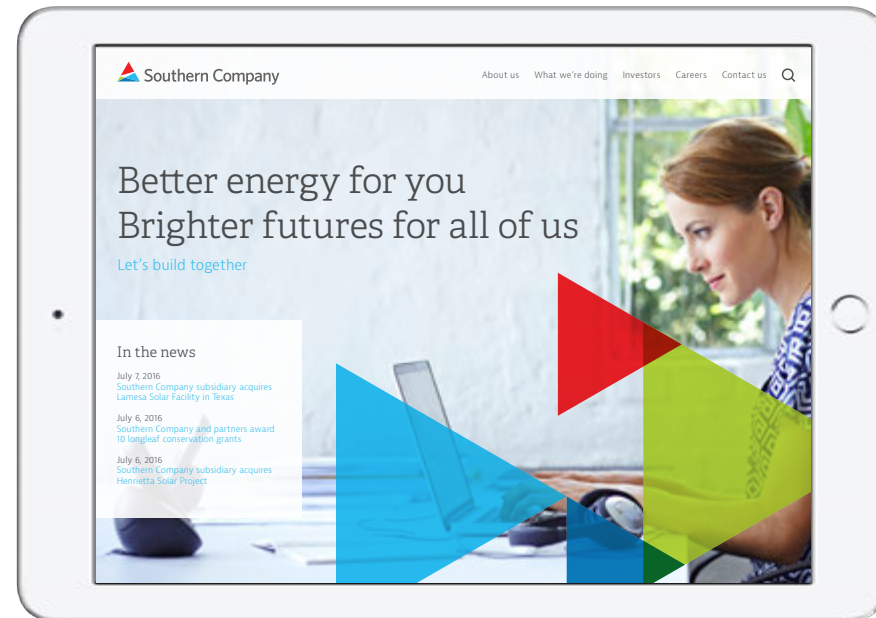 Southern Company
About us What we're doing Investors Careers Contact us
Better energy for you
Brighter futures for all of us
Let's build together
In the news
July 7, 2016
Southern Company subsidiary acquires
Lamesa Solar Facility in Texas
July 6, 2016
Southern Company and partners award
10 longleaf conservation grants
July 6, 2016
Southern Company subsidiary acquires
Henrietta Solar Project